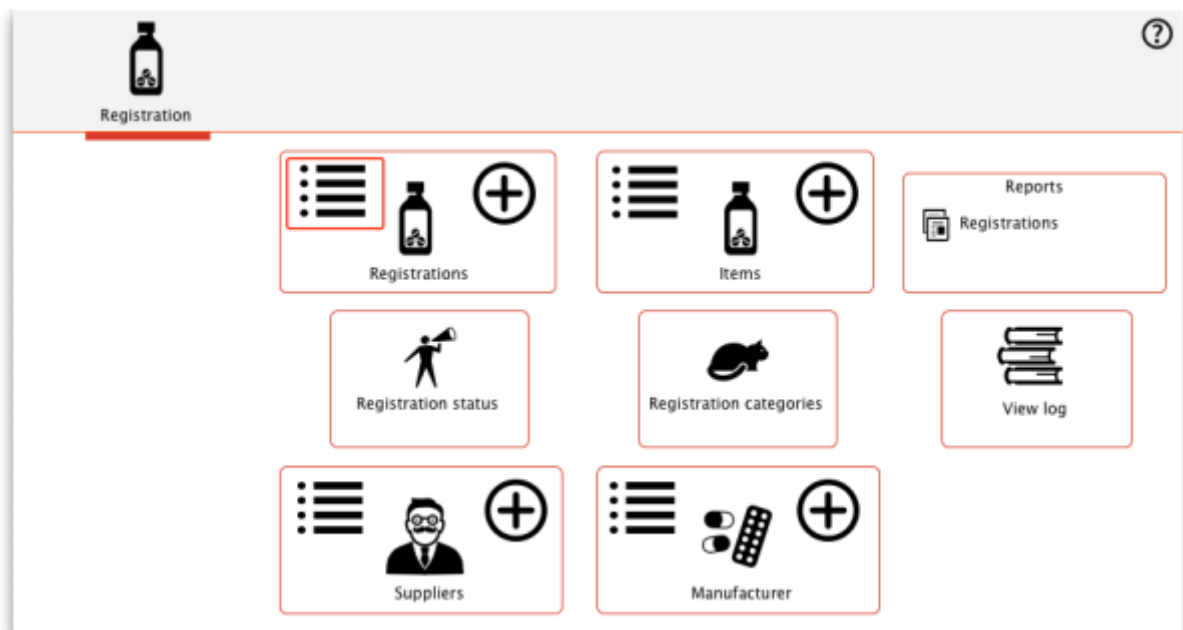 ?
Registration
Registrations
Items
Reports
Registrations
Registration status
Registration categories
View log
Suppliers
Manufacturer